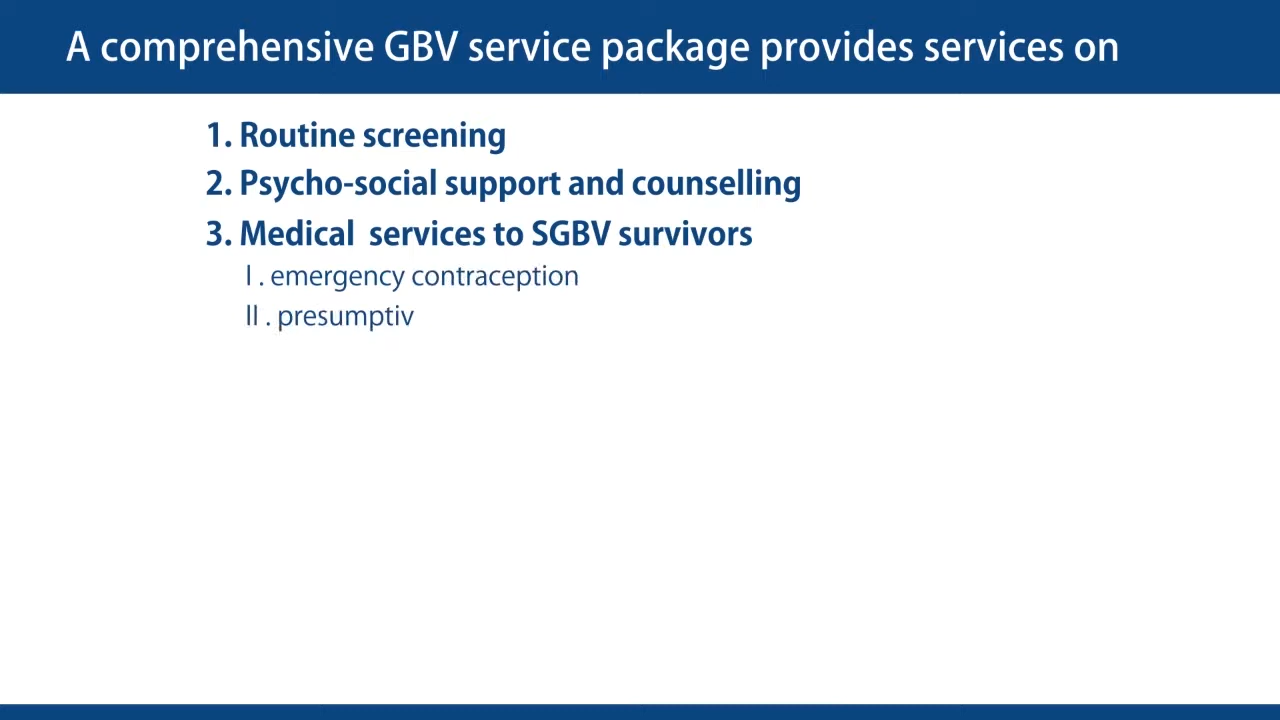 A comprehensive GBV service package provides services on
1. Routine screening
2. Psycho-social support and counselling
3. Medical  services to SGBV survivors
I . emergency contraception
II . presumptiv